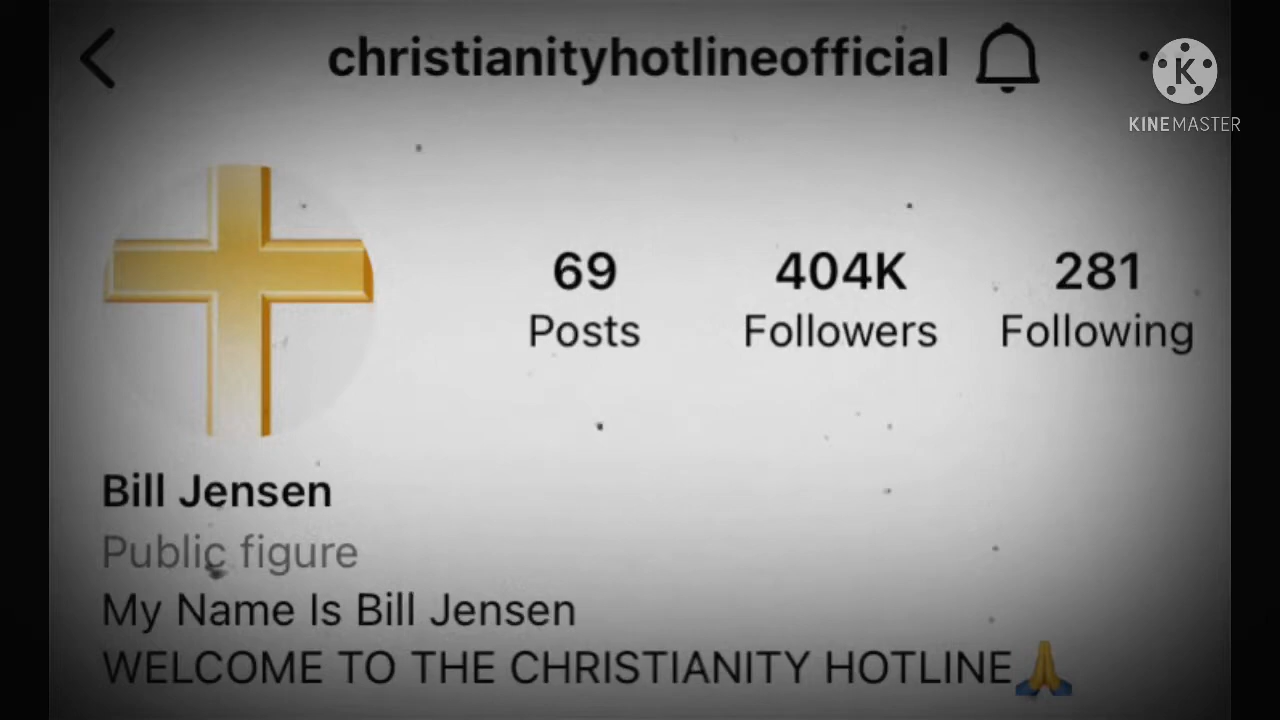 christianityhotlineofficial
KINEMASTER
69 404K 281
Posts Followers Following
Bill Jensen
Public figure
My Name Is Bill Jensen
WELCOME TO THE CHRISTIANITY HOTLINE🙏